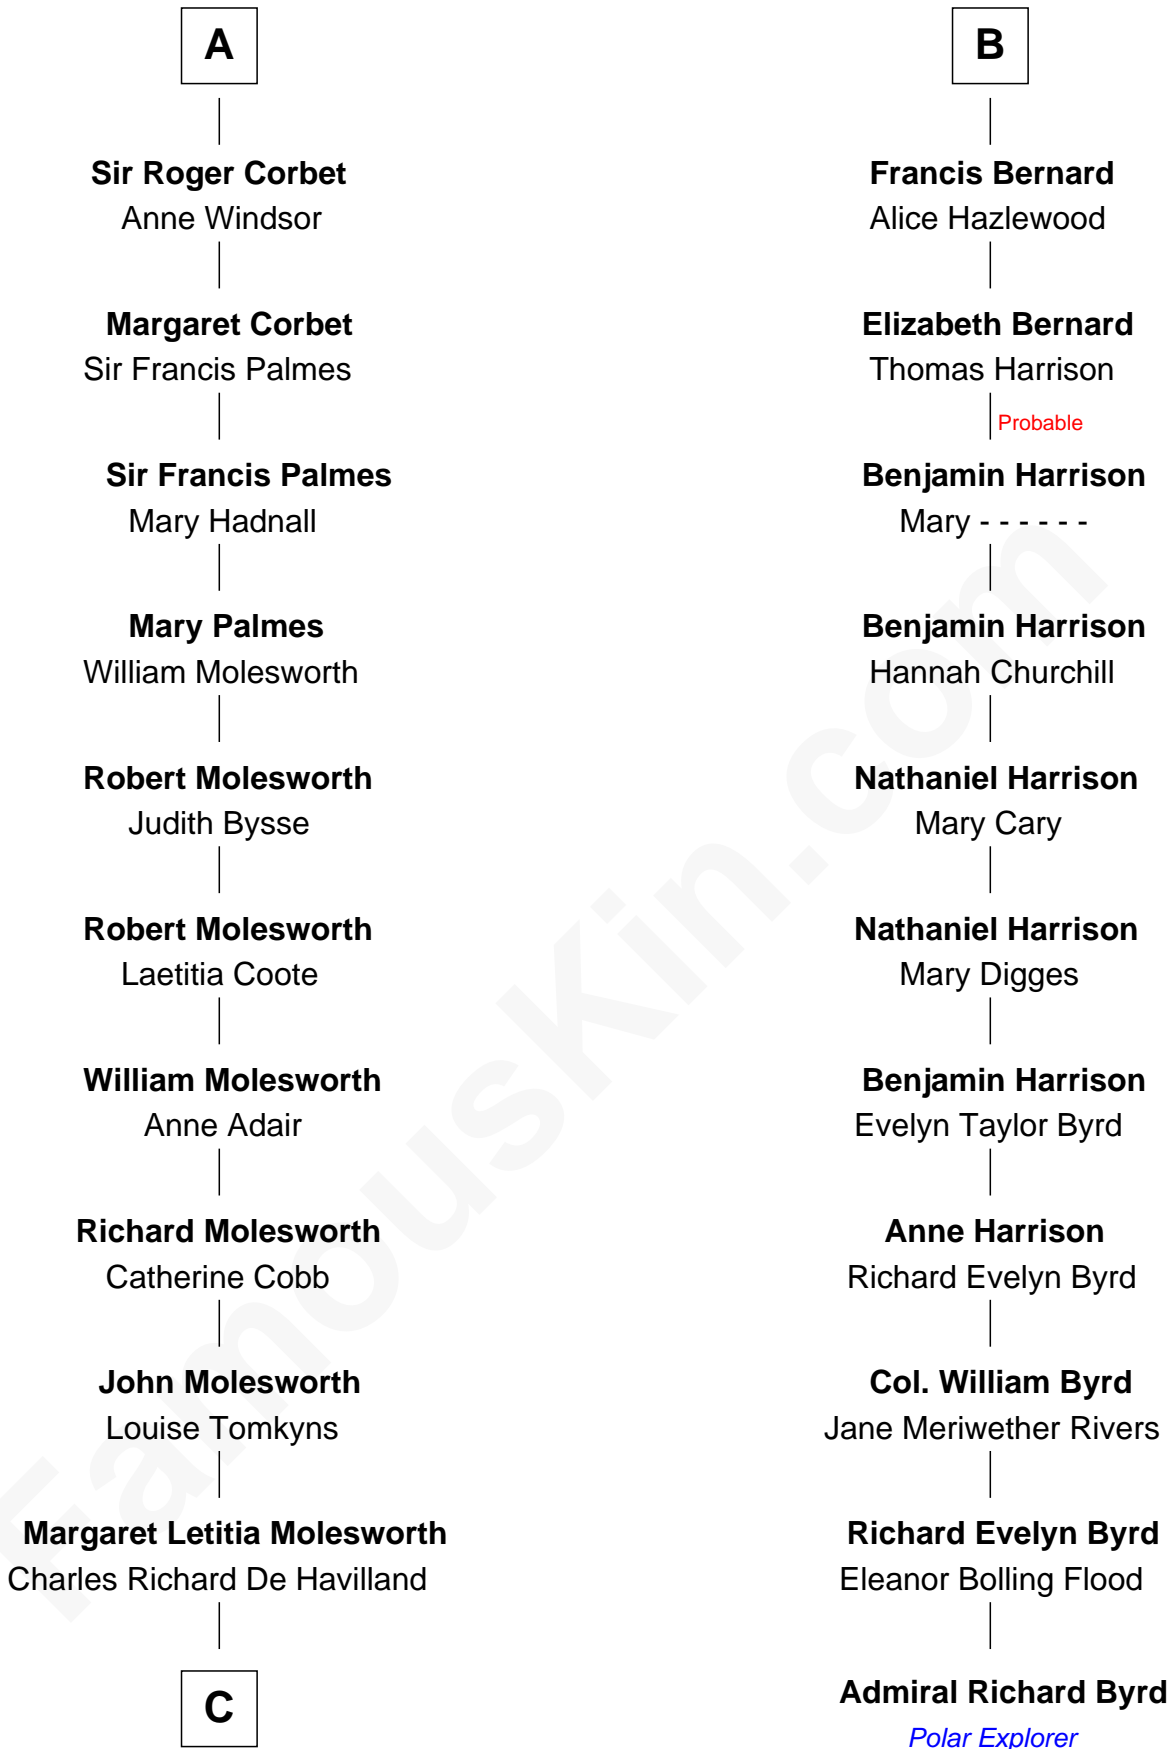 A
Sir Roger Corbet
Anne Windsor
Margaret Corbet
Sir Francis Palmes
Sir Francis Palmes
Mary Hadnall
Mary Palmes
William Molesworth
Robert Molesworth
Judith Bysse
Robert Molesworth
Laetitia Coote
William Molesworth
Anne Adair
Richard Molesworth
Catherine Cobb
John Molesworth
Louise Tomkyns
Margaret Letitia Molesworth
Charles Richard De Havilland
C
B
Francis Bernard
Alice Hazlewood
Elizabeth Bernard
Thomas Harrison
Probable
Benjamin Harrison
Mary - - - - - -
Benjamin Harrison
Hannah Churchill
Nathaniel Harrison
Mary Cary
Nathaniel Harrison
Mary Digges
Benjamin Harrison
Evelyn Taylor Byrd
Anne Harrison
Richard Evelyn Byrd
Col. William Byrd
Jane Meriwether Rivers
Richard Evelyn Byrd
Eleanor Bolling Flood
Admiral Richard Byrd
Polar Explorer
FamousKin.com